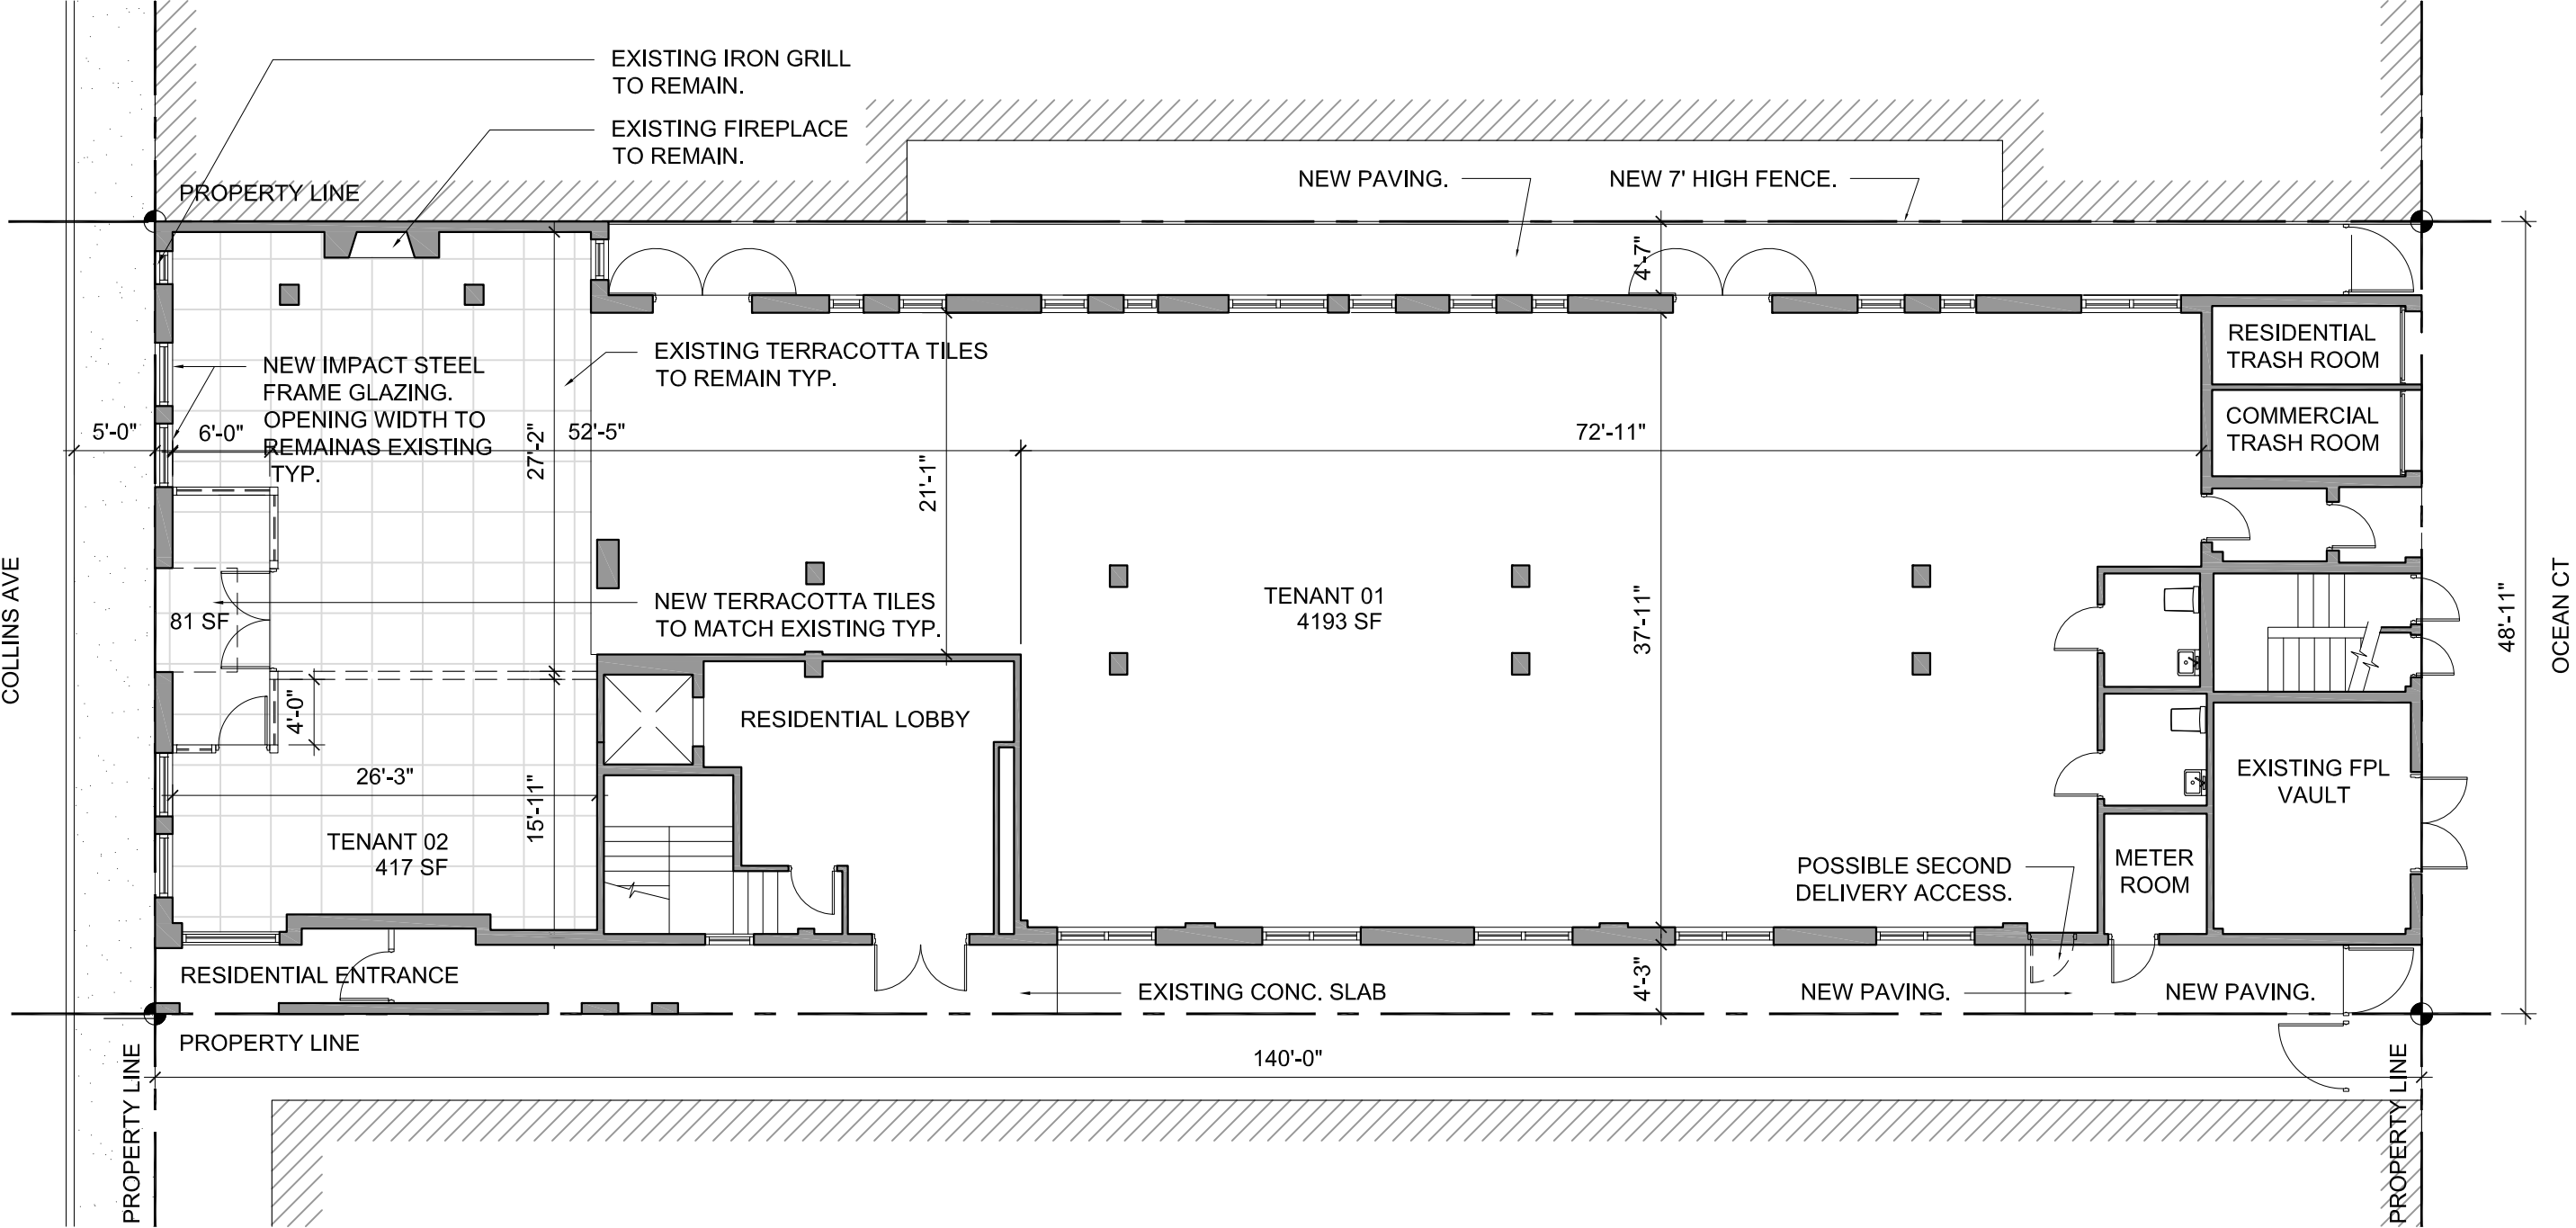 EXISTING IRON GRILL
TO REMAIN.
EXISTING FIREPLACE
TO REMAIN.
PROPERTY LINE
NEW PAVING.
NEW 7' HIGH FENCE.
4'-7"
NEW IMPACT STEEL
FRAME GLAZING.
OPENING WIDTH TO
REMAINAS EXISTING
TYP.
EXISTING TERRACOTTA TILES
TO REMAIN TYP.
RESIDENTIAL
TRASH ROOM
COMMERCIAL
TRASH ROOM
5'-0"
6'-0"
27'-2"
52'-5"
21'-1"
72'-11"
COLLINS AVE
81 SF
NEW TERRACOTTA TILES
TO MATCH EXISTING TYP.
TENANT 01
4193 SF
37'-11"
48'-11"
OCEAN CT
4'-0"
RESIDENTIAL LOBBY
26'-3"
15'-11"
TENANT 02
417 SF
EXISTING FPL
VAULT
METER
ROOM
POSSIBLE SECOND
DELIVERY ACCESS.
RESIDENTIAL ENTRANCE
EXISTING CONC. SLAB
4'-3"
NEW PAVING.
NEW PAVING.
PROPERTY LINE
140'-0"
PROPERTY LINE
PROPERTY LINE